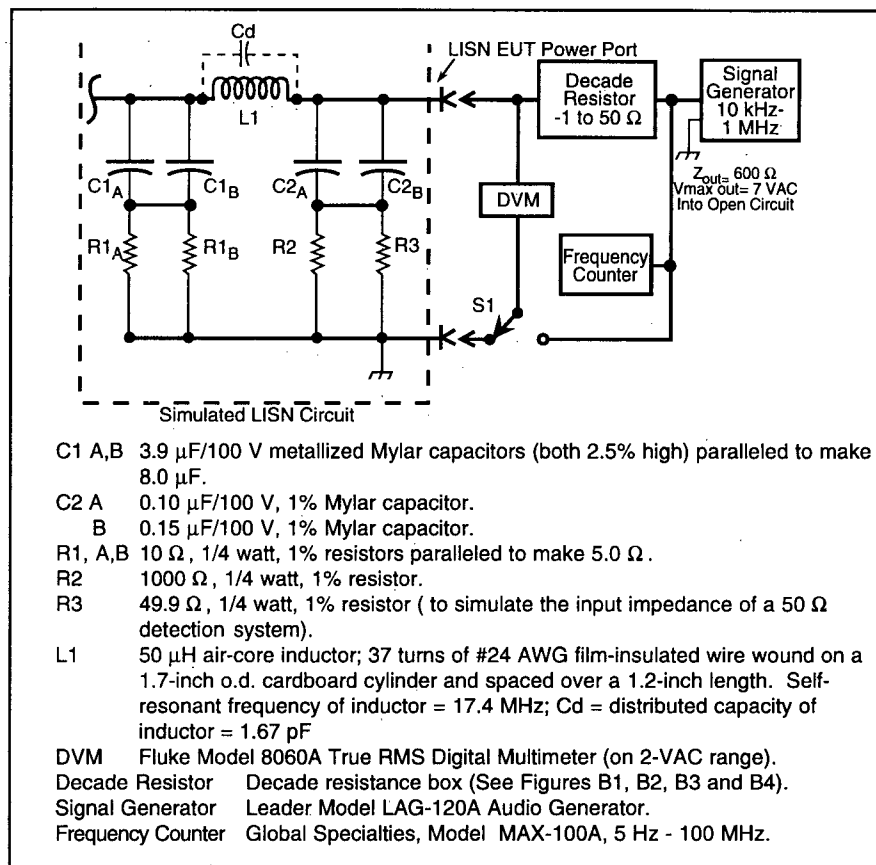 Cd
L1
LISN EUT Power Port
Decade
Resistor
-1 to 50 Ω
Signal
Generator
10 kHz-
1 MHz
Zout= 600 Ω
Vmax out= 7 VAC
Into Open Circuit
C1A
C1B
C2A
C2B
DVM
R1A
R1B
R2
R3
Frequency
Counter
S1
Simulated LISN Circuit
C1 A,B 3.9 µF/100 V metallized Mylar capacitors (both 2.5% high) paralleled to make
8.0 µF.
C2 A 0.10 µF/100 V, 1% Mylar capacitor.
B 0.15 µF/100 V, 1% Mylar capacitor.
R1, A,B 10 Ω, 1/4 watt, 1% resistors paralleled to make 5.0 Ω.
R2 1000 Ω, 1/4 watt, 1% resistor.
R3 49.9 Ω, 1/4 watt, 1% resistor ( to simulate the input impedance of a 50 Ω
detection system).
L1 50 µH air-core inductor; 37 turns of #24 AWG film-insulated wire wound on a
1.7-inch o.d. cardboard cylinder and spaced over a 1.2-inch length. Self-
resonant frequency of inductor = 17.4 MHz; Cd = distributed capacity of
inductor = 1.67 pF
DVM Fluke Model 8060A True RMS Digital Multimeter (on 2-VAC range).
Decade Resistor Decade resistance box (See Figures B1, B2, B3 and B4).
Signal Generator Leader Model LAG-120A Audio Generator.
Frequency Counter Global Specialties, Model MAX-100A, 5 Hz - 100 MHz.